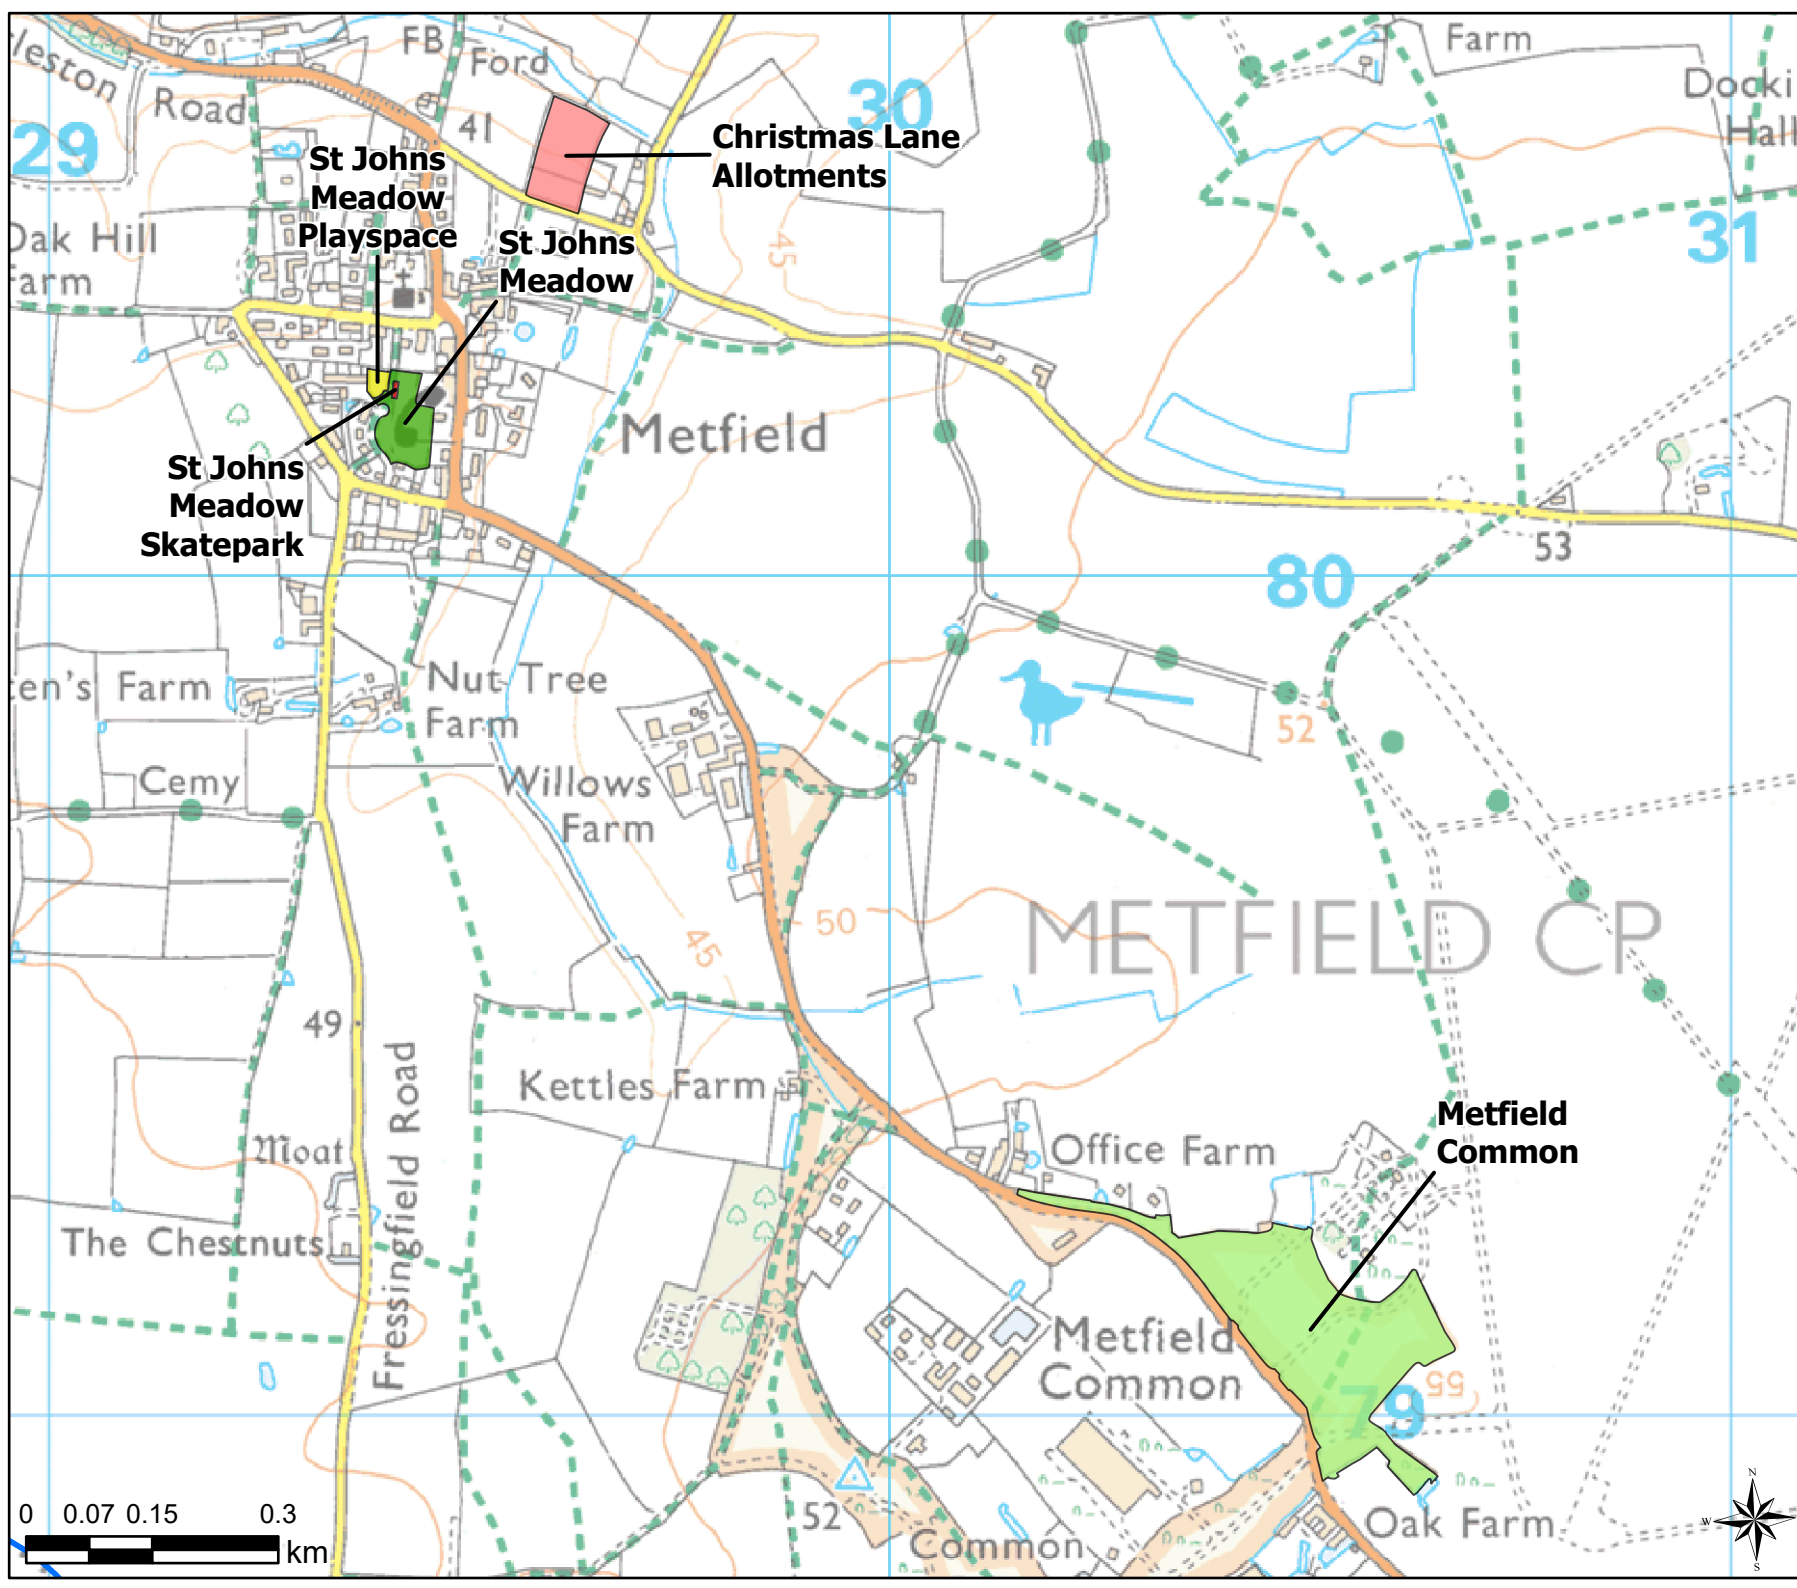 FB
Ford
leston
Road
41
29
30
Christmas Lane
Allotments
Farm
Docki
Hall
31
St Johns
Meadow
Playspace
St Johns
Meadow
Oak Hill
Farm
45
Metfield
St Johns
Meadow
Skatepark
53
80
en's Farm
Nut Tree
Farm
52
Cemy
Willows
Farm
45
50
METFIELD CP
49
Kettles Farm
Fressingfield Road
Moat
Office Farm
Metfield
Common
The Chestnuts
Metfield
Common
55
79
52
Common
Oak Farm
0 0.07 0.15 0.3
km
N
W
S